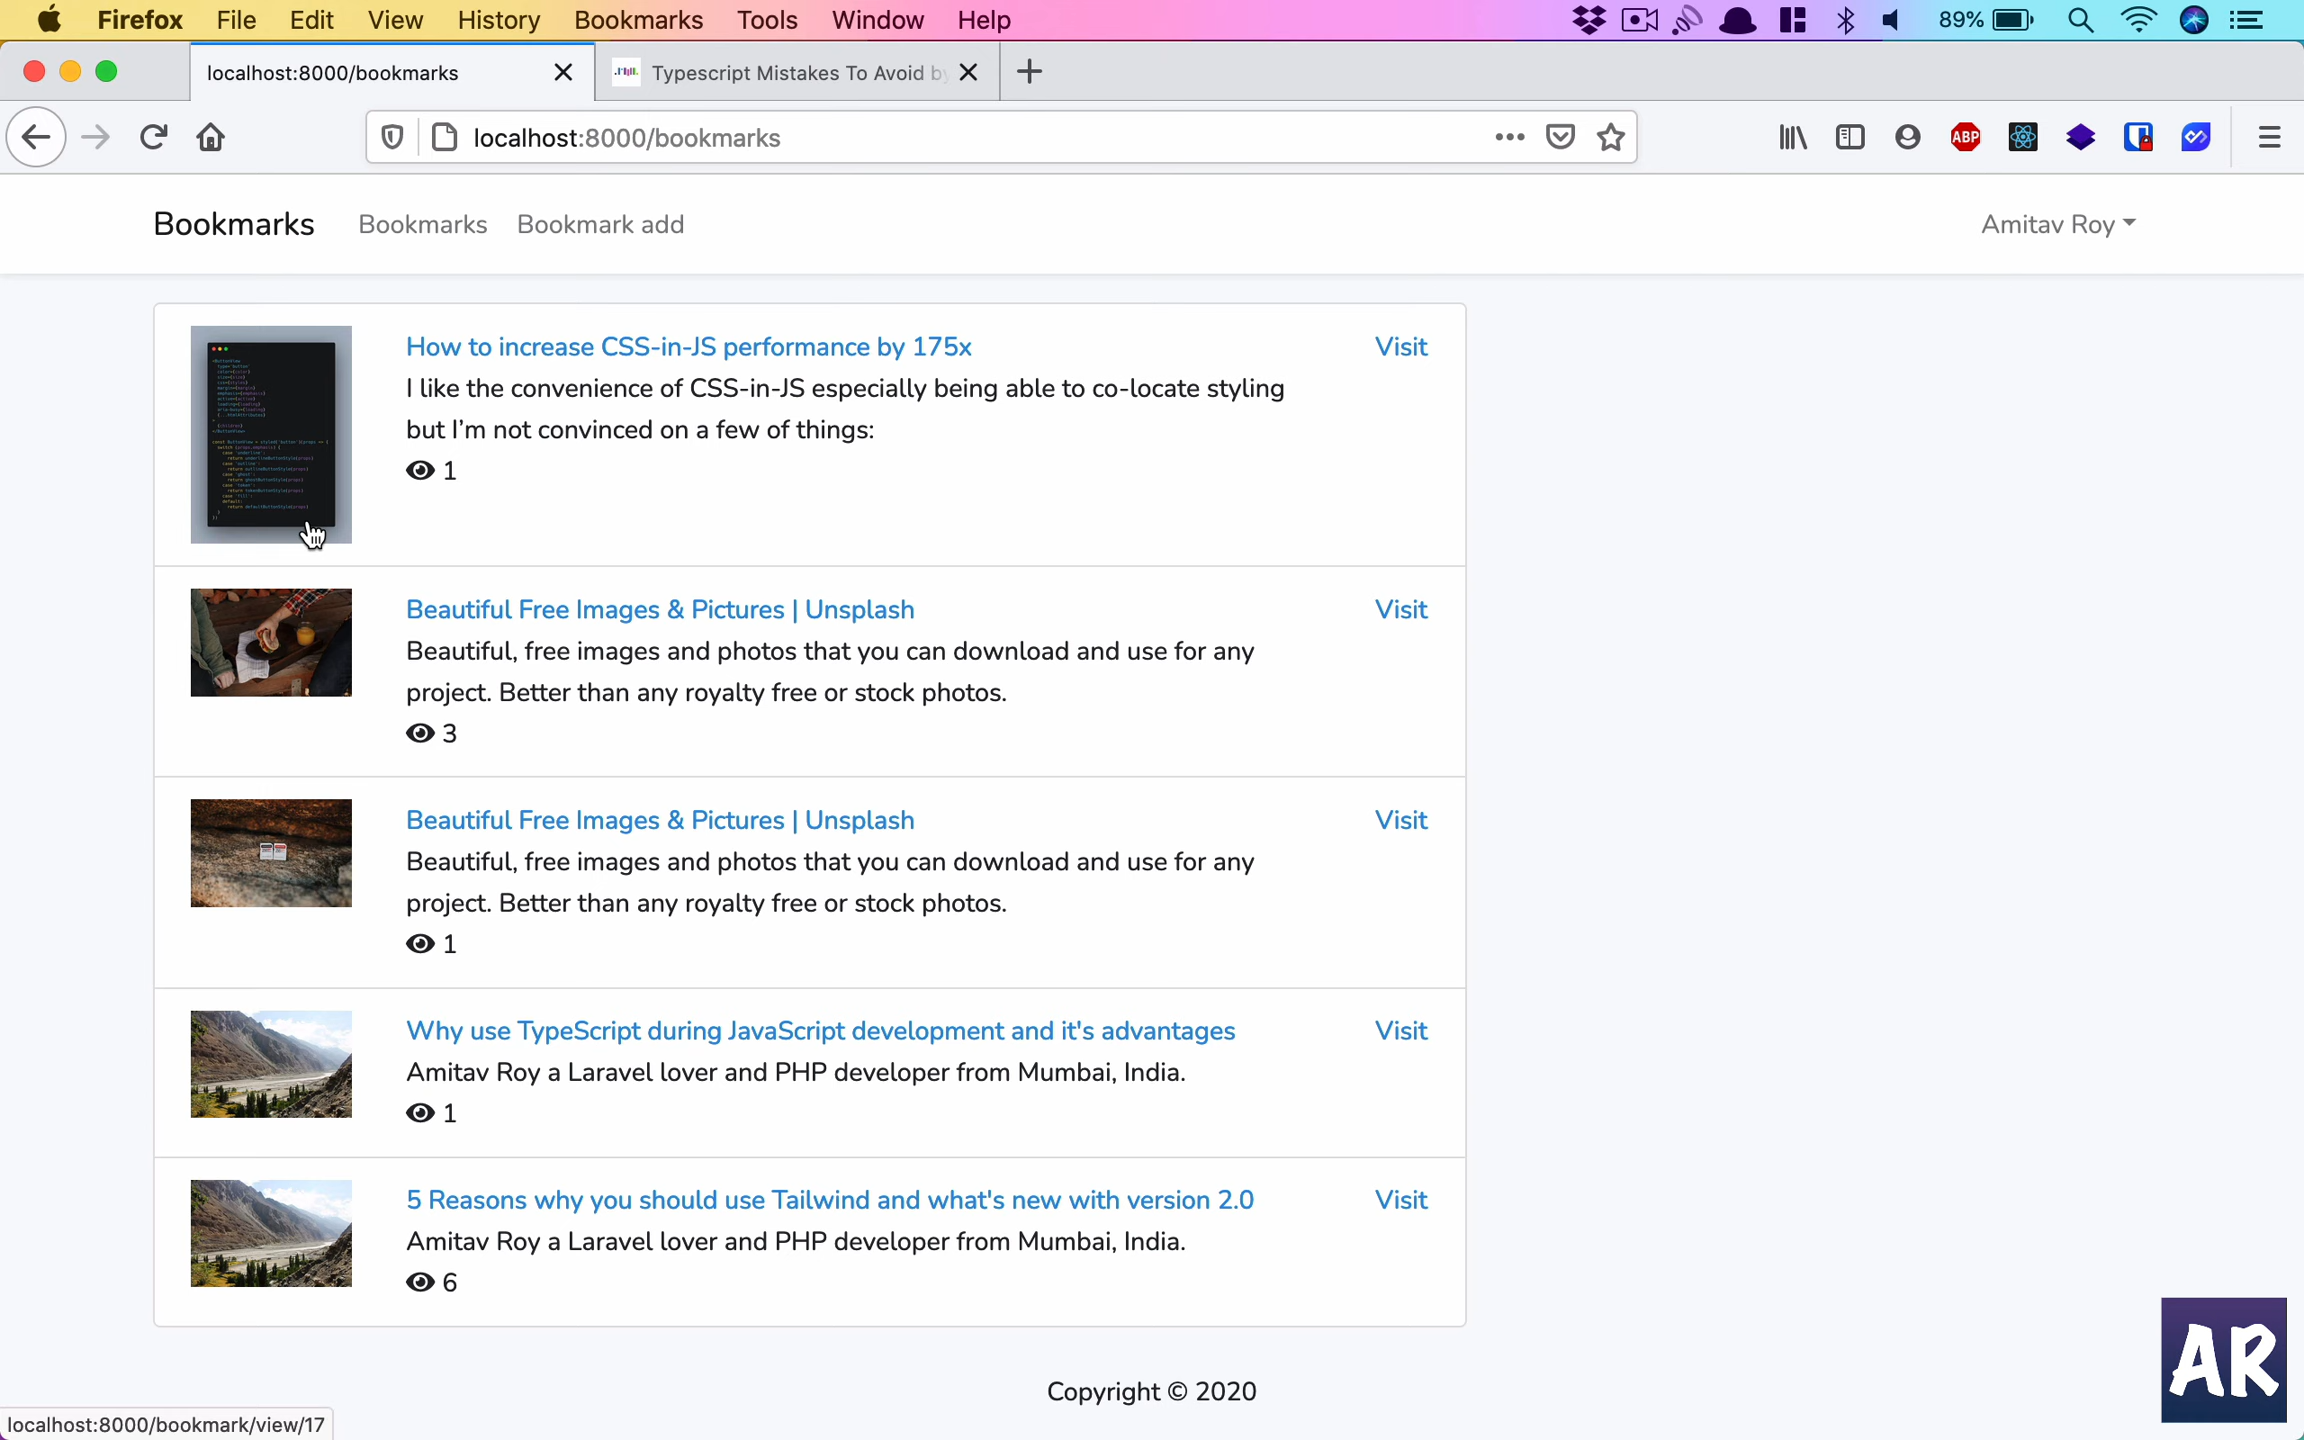 Firefox File Edit View History Bookmarks Tools Window Help 89%
localhost:8000/bookmarks Typescript Mistakes To Avoid by
localhost:8000/bookmarks ABP
Bookmarks Bookmarks Bookmark add Amitav Roy
How to increase CSS-in-JS performance by 175x Visit
I like the convenience of CSS-in-JS especially being able to co-locate styling
but I’m not convinced on a few of things:
1
Beautiful Free Images & Pictures | Unsplash Visit
Beautiful, free images and photos that you can download and use for any
project. Better than any royalty free or stock photos.
3
Beautiful Free Images & Pictures | Unsplash Visit
Beautiful, free images and photos that you can download and use for any
project. Better than any royalty free or stock photos.
1
Why use TypeScript during JavaScript development and it's advantages Visit
Amitav Roy a Laravel lover and PHP developer from Mumbai, India.
1
5 Reasons why you should use Tailwind and what's new with version 2.0 Visit
Amitav Roy a Laravel lover and PHP developer from Mumbai, India.
6
AR
Copyright © 2020
localhost:8000/bookmark/view/17